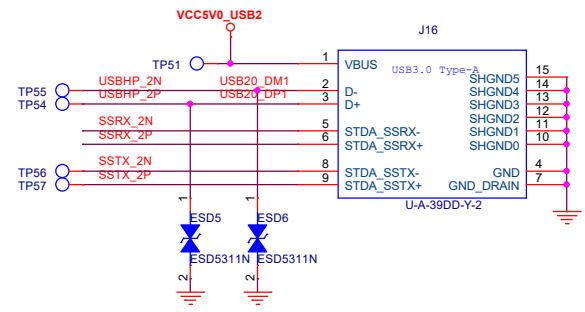 VCC5V0_USB2
J16
TP51
1
VBUS
USB3.0 Type-A
SHGND5
15
TP55
USBHP_2N
USB20_DM1
2
D-
SHGND4
14
TP54
USBHP_2P
USB20_DP1
3
D+
SHGND3
13
SHGND2
12
SSRX_2N
5
STDA_SSRX-
SHGND1
11
SSRX_2P
6
STDA_SSRX+
SHGND0
10
TP56
SSTX_2N
8
STDA_SSTX-
GND
4
TP57
SSTX_2P
9
STDA_SSTX+
GND_DRAIN
7
U-A-39DD-Y-2
1
ESD5
1
ESD6
2
ESD5311N
2
ESD5311N